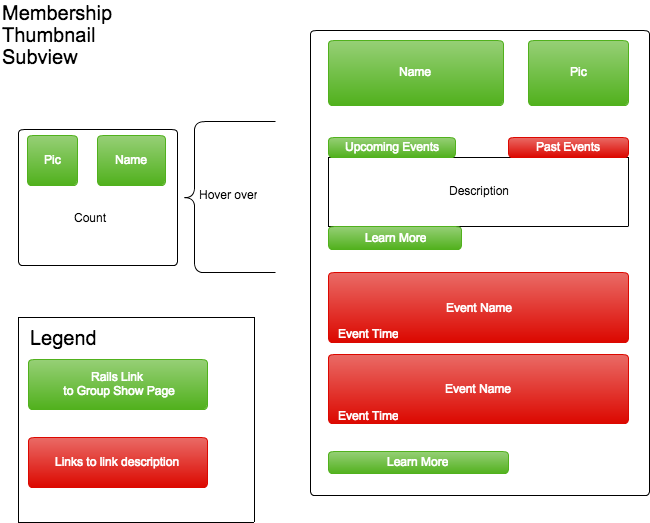 Membership
Thumbnail
Subview
Pic
Name
Count
Hover over
Name
Pic
Upcoming Events
Past Events
Description
Learn More
Event Name
Event Time
Event Name
Event Time
Learn More
Legend
Rails Link
to Group Show Page
Links to link description